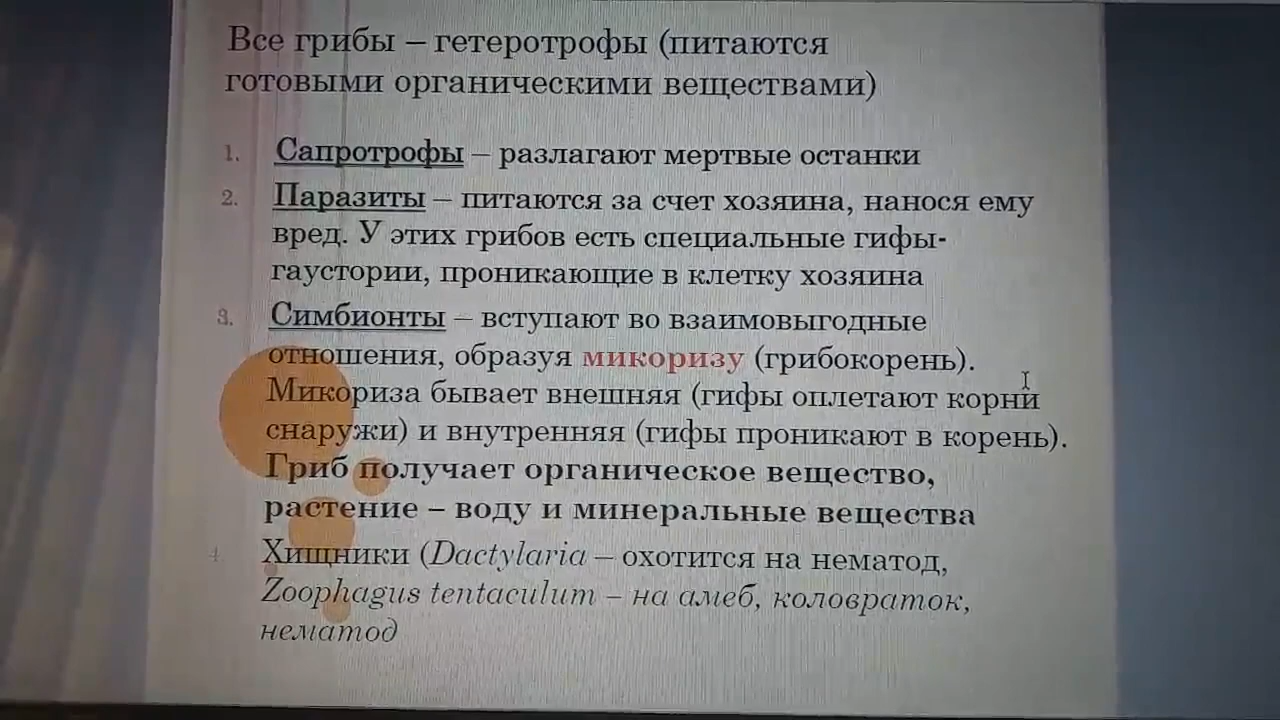 Все грибы – гетеротрофы (питаются
готовыми органическими веществами)
1. Сапротрофы – разлагают мертвые останки
2. Паразиты – питаются за счет хозяина, нанося ему
вред. У этих грибов есть специальные гифы-
гаустории, проникающие в клетку хозяина
3. Симбионты – вступают во взаимовыгодные
отношения, образуя микоризу (грибокорень).
Микориза бывает внешняя (гифы оплетают корни
снаружи) и внутренняя (гифы проникают в корень).
Гриб получает органическое вещество,
растение – воду и минеральные вещества
4. Хищники (Dactylaria – охотится на нематод,
Zoophagus tentaculum – на амеб, коловраток,
нематод